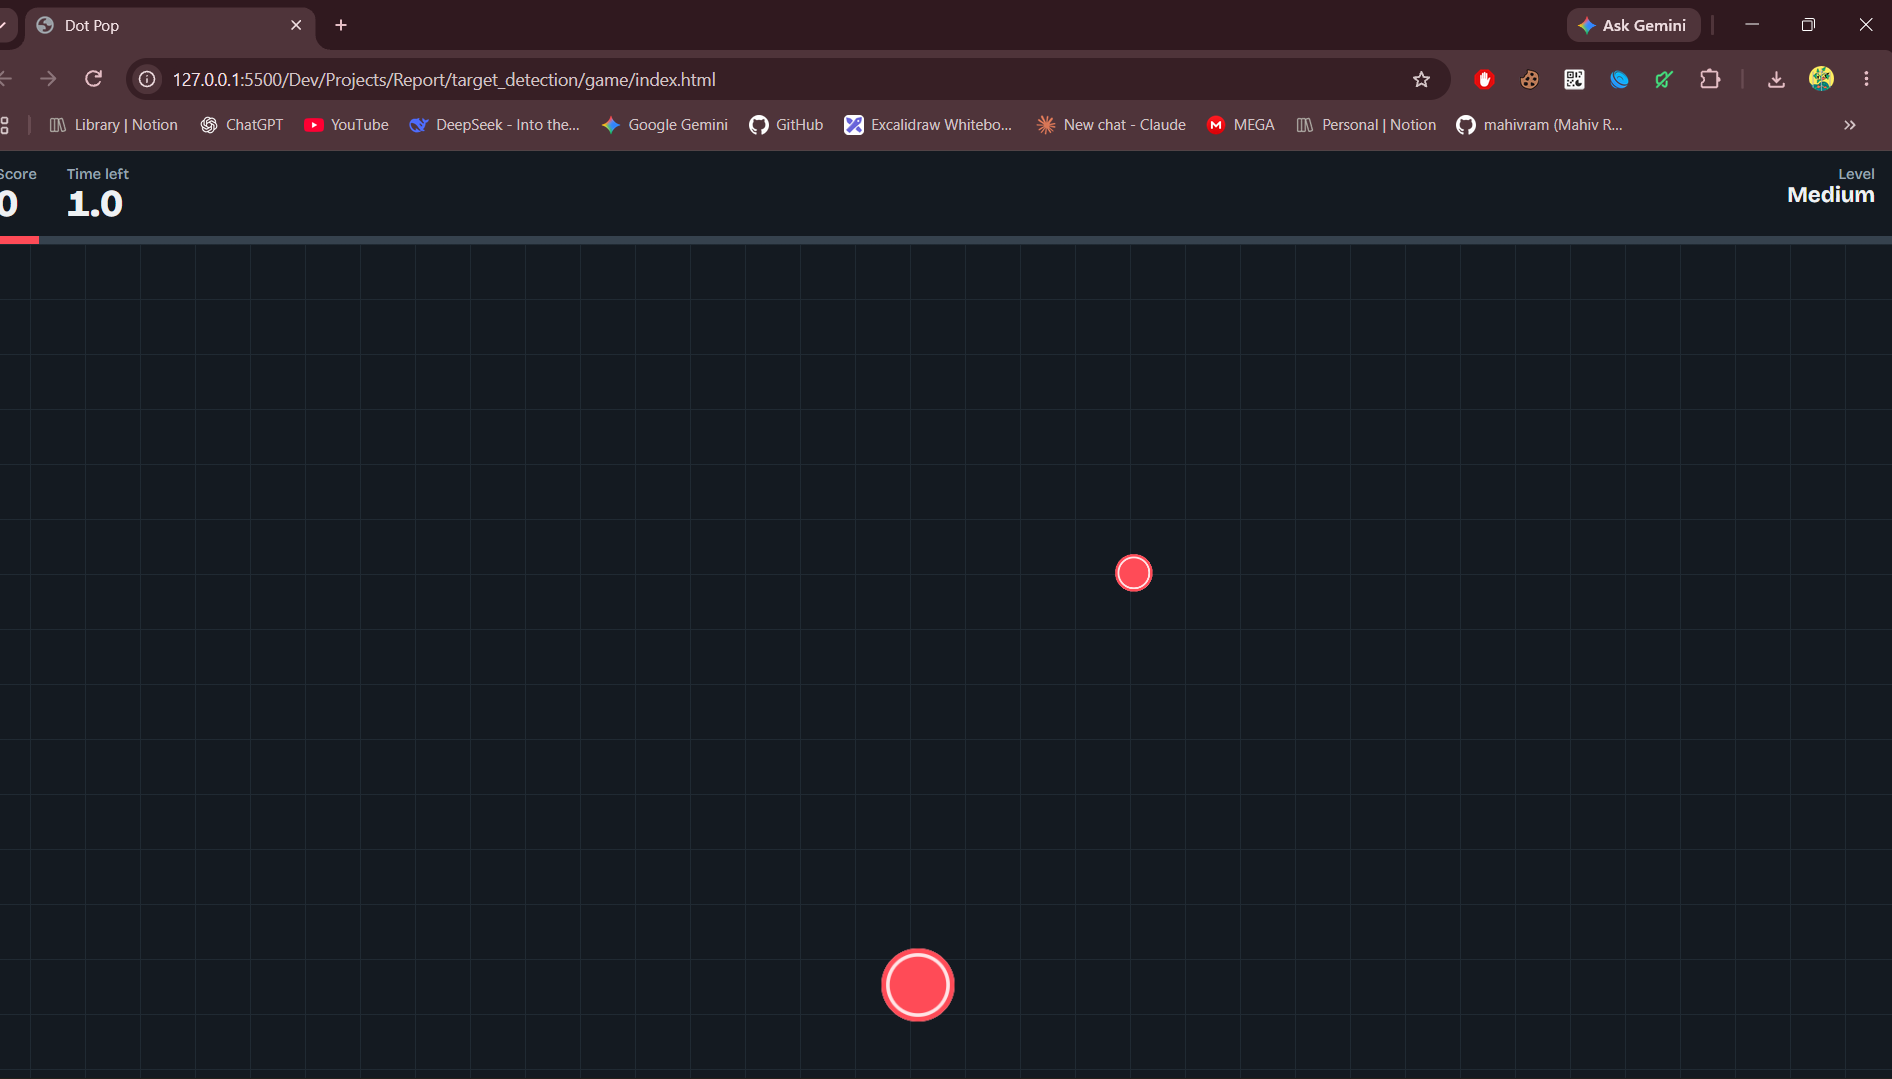 Dot Pop
Ask Gemini
127.0.0.1:5500/Dev/Projects/Report/target_detection/game/index.html
Library | Notion ChatGPT YouTube DeepSeek - Into the... Google Gemini GitHub Excalidraw Whitebo... New chat - Claude MEGA Personal | Notion mahivram (Mahiv R...
Score Time left
0 1.0
Level
Medium